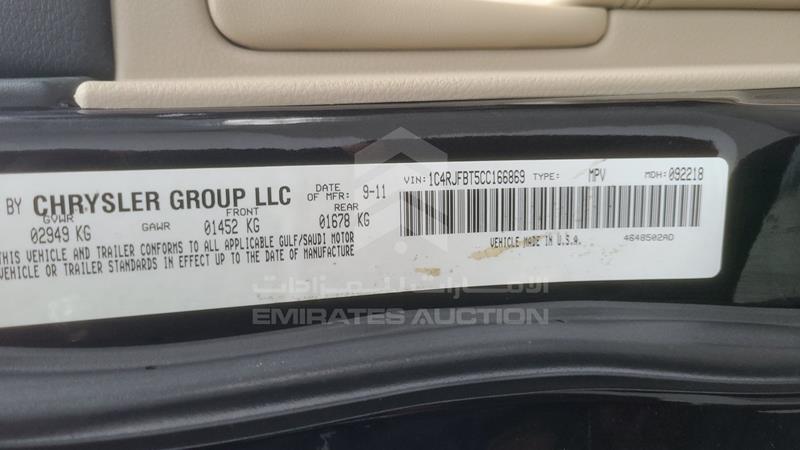 BY CHRYSLER GROUP LLC DATE OF MFR: 9-11 VIN: 1C4RJFBT5CC166869 TYPE: MPV MDH: 092218
GVWR 02949 KG GAWR FRONT 01452 KG REAR 01678 KG
THIS VEHICLE AND TRAILER CONFORMS TO ALL APPLICABLE GULF/SAUDI MOTOR
VEHICLE OR TRAILER STANDARDS IN EFFECT UP TO THE DATE OF MANUFACTURE
VEHICLE MADE IN U.S.A. 4648502AD
الإمارات للمزادات
EMIRATES AUCTION